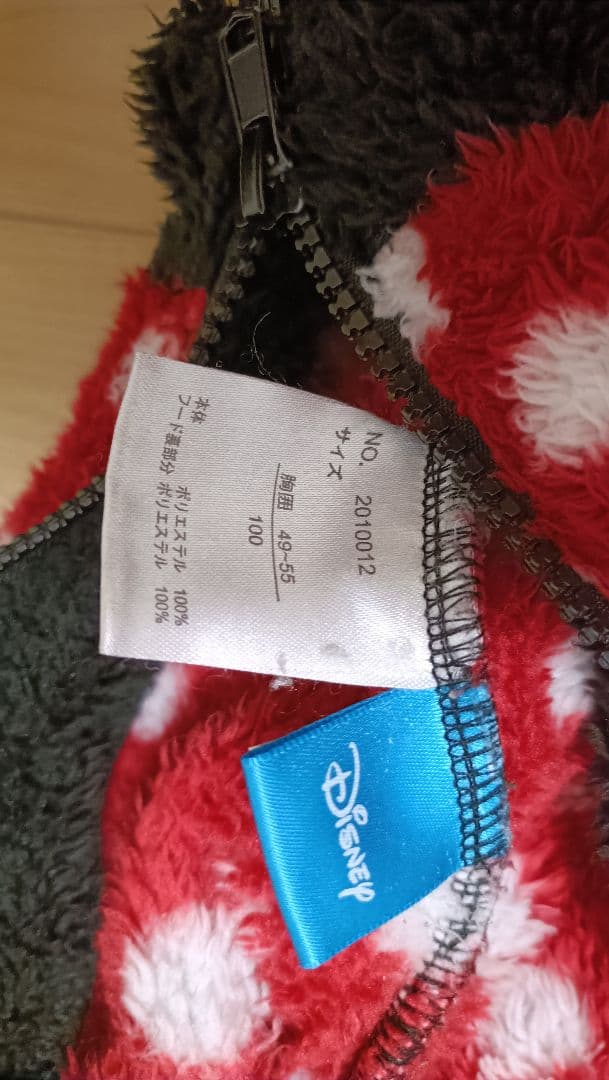 NO. 2010012
サイズ
胸囲 49-55
100
本体 ポリエステル 100%
フード裏部分 ポリエステル 100%
DISNEY